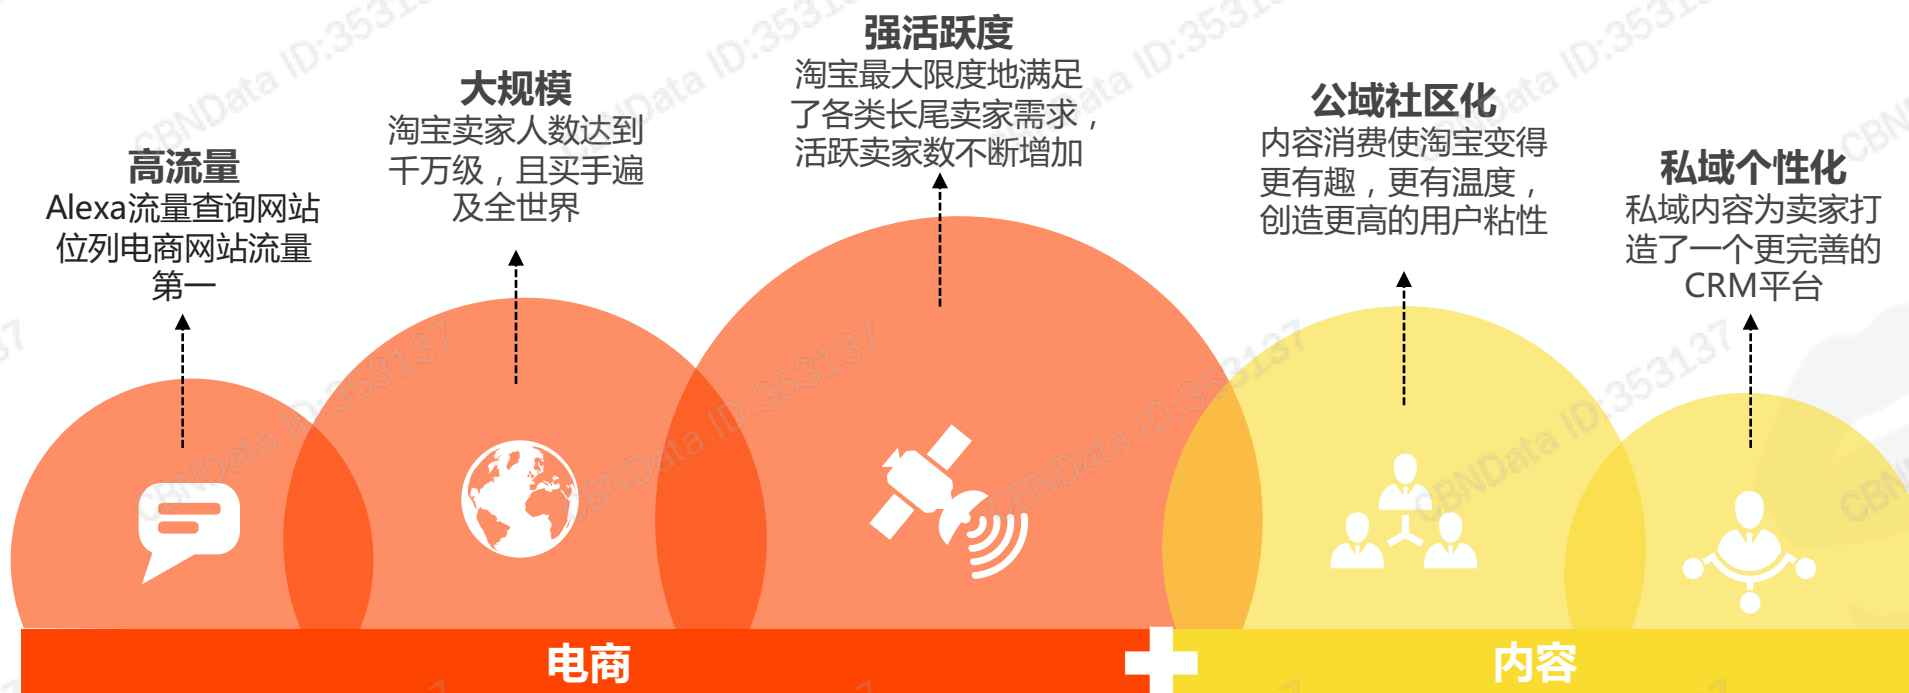 高流量
Alexa流量查询网站
位列电商网站流量
第一
大规模
淘宝卖家人数达到
千万级，且买手遍
及全世界
强活跃度
淘宝最大限度地满足
了各类长尾卖家需求，
活跃卖家数不断增加
公域社区化
内容消费使淘宝变得
更有趣，更有温度，
创造更高的用户粘性
私域个性化
私域内容为卖家打
造了一个更完善的
CRM平台
电商
内容
CBNData ID:353137